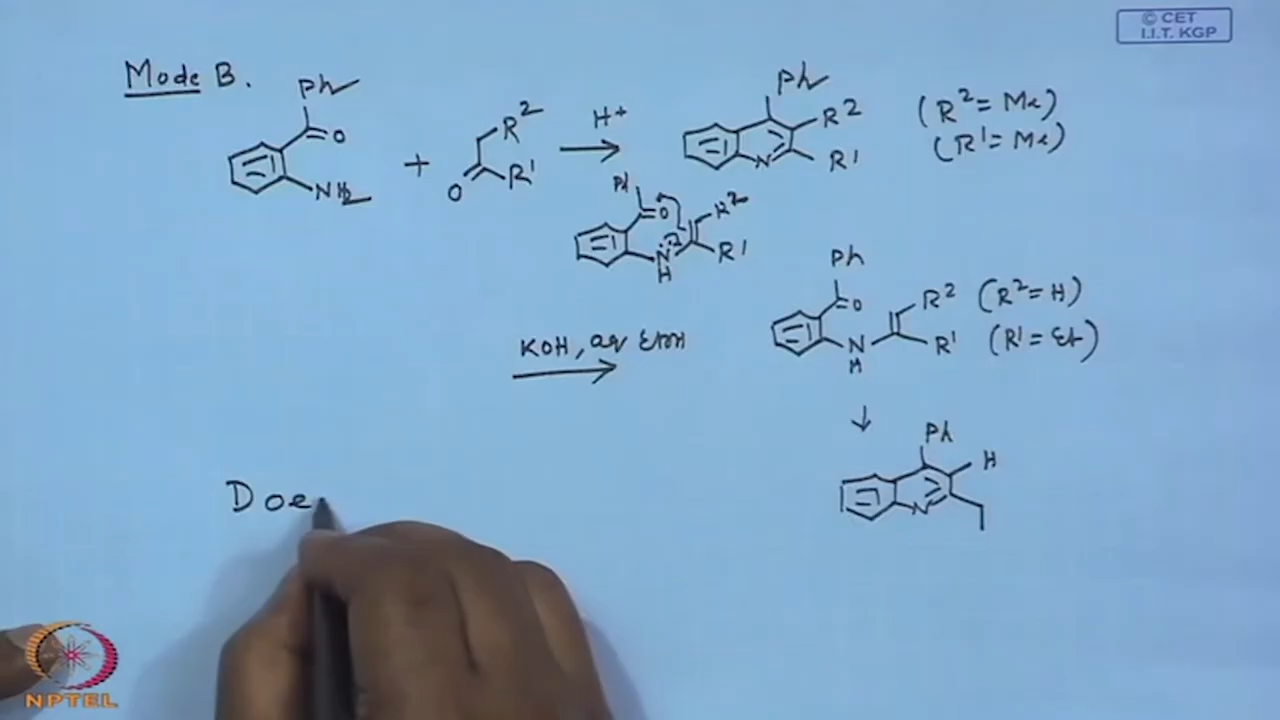 © CET
I.I.T. KGP
Mode B.
Ph
O
NH2
+
R2
O
R1
H+
Ph
R2
N
R1
(R2 = Me)
(R1 = Me)
Ph
O
R2
N
H
R1
KOH, aq EtOH
Ph
O
R2
(R2 = H)
N
H
R1
(R1 = Et)
Ph
H
N
Doe
NPTEL